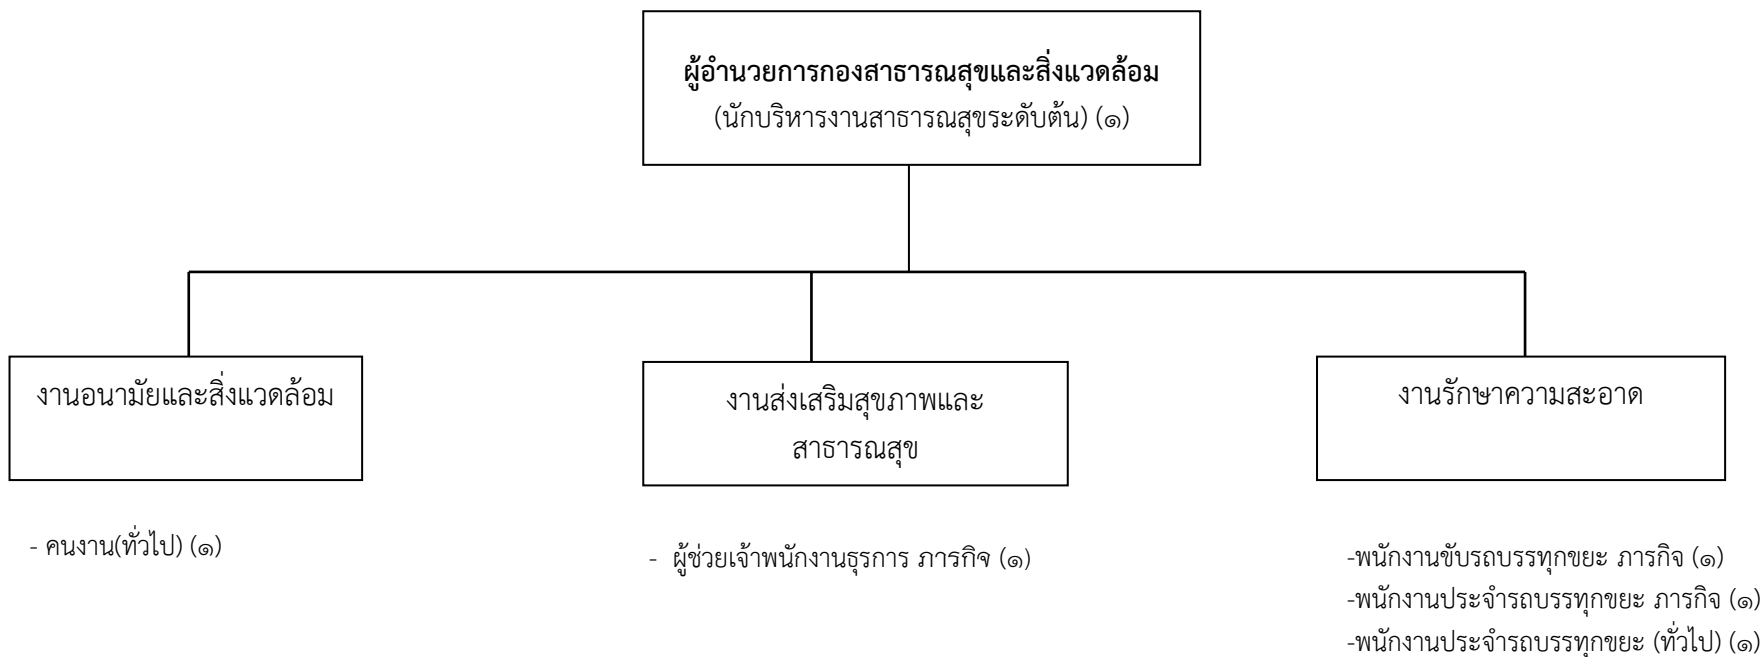 ผู้อำนวยการกองสาธารณสุขและสิ่งแวดล้อม
(นักบริหารงานสาธารณสุขระดับต้น) (๑)
งานอนามัยและสิ่งแวดล้อม
- คนงาน(ทั่วไป) (๑)
งานส่งเสริมสุขภาพและ
สาธารณสุข
- ผู้ช่วยเจ้าพนักงานธุรการ ภารกิจ (๑)
งานรักษาความสะอาด
-พนักงานขับรถบรรทุกขยะ ภารกิจ (๑)
-พนักงานประจำรถบรรทุกขยะ ภารกิจ (๑)
-พนักงานประจำรถบรรทุกขยะ (ทั่วไป) (๑)